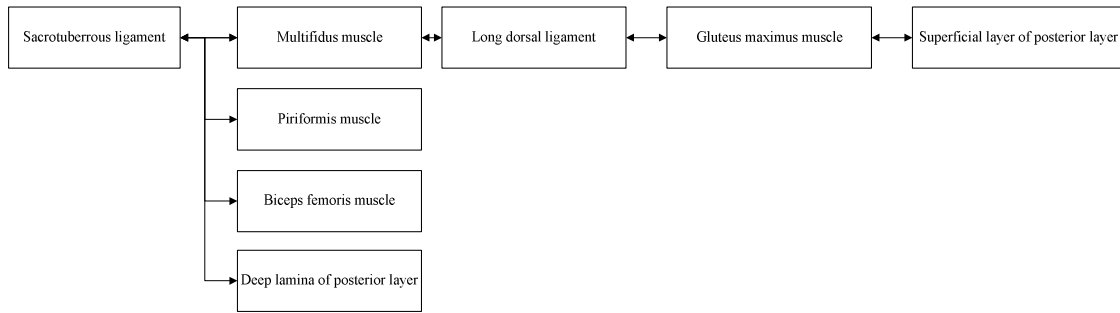 Sacrotuberrous ligament
Multifidus muscle
Long dorsal ligament
Gluteus maximus muscle
Superficial layer of posterior layer
Piriformis muscle
Biceps femoris muscle
Deep lamina of posterior layer